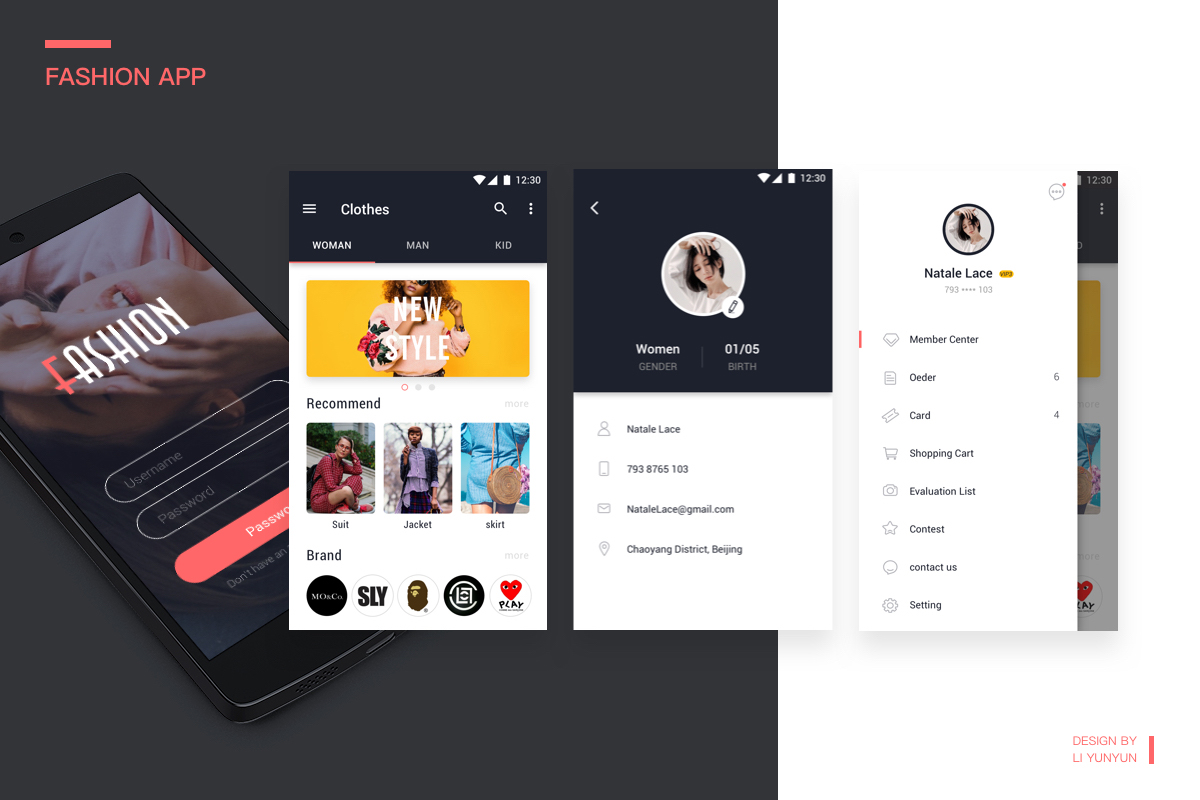 FASHION APP
FASHION
Username
Password
Passwo
Don't have an
12:30
Clothes
WOMAN
MAN
KID
NEW
STYLE
Recommend
more
Suit
Jacket
skirt
Brand
more
MO&Co.
SLY
PLAY
12:30
Women
GENDER
01/05
BIRTH
Natale Lace
793 8765 103
NataleLace@gmail.com
Chaoyang District, Beijing
12:30
D
Natale Lace
VIP3
793 •••• 103
Member Center
Oeder
6
Card
4
Shopping Cart
Evaluation List
Contest
contact us
Setting
more
more
LAY
DESIGN BY
LI YUNYUN